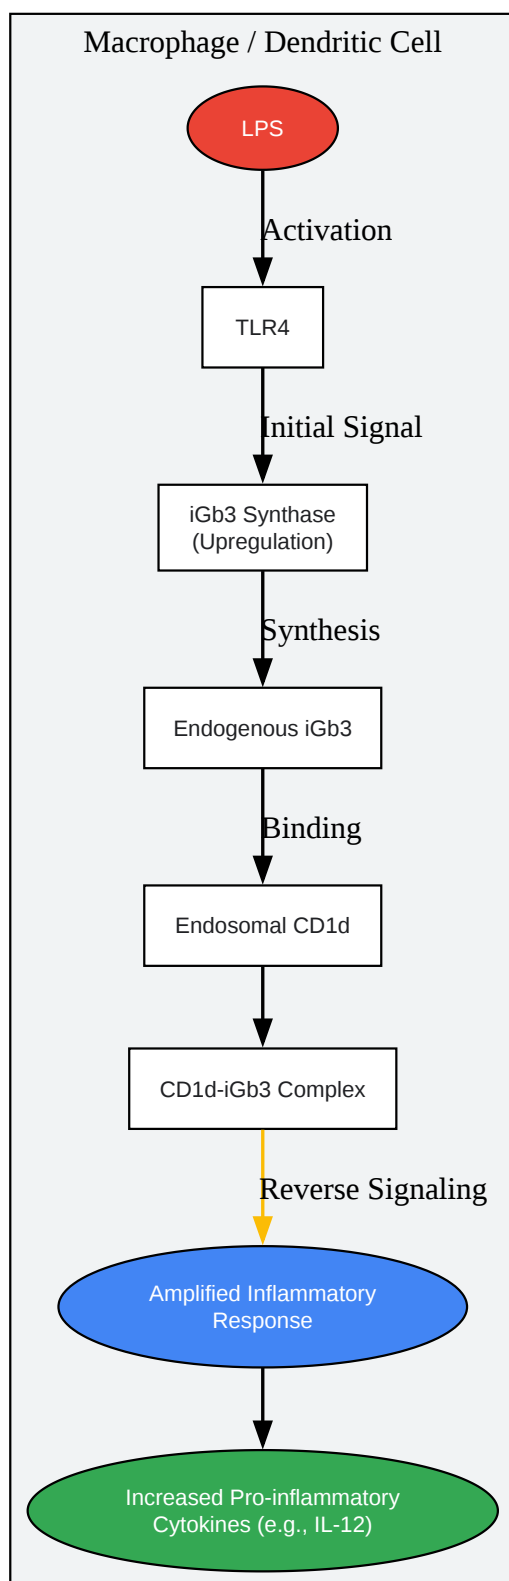 Macrophage / Dendritic Cell
LPS
Activation
TLR4
Initial Signal
iGb3 Synthase
(Upregulation)
Synthesis
Endogenous iGb3
Binding
Endosomal CD1d
CD1d-iGb3 Complex
Reverse Signaling
Amplified Inflammatory
Response
Increased Pro-inflammatory
Cytokines (e.g., IL-12)